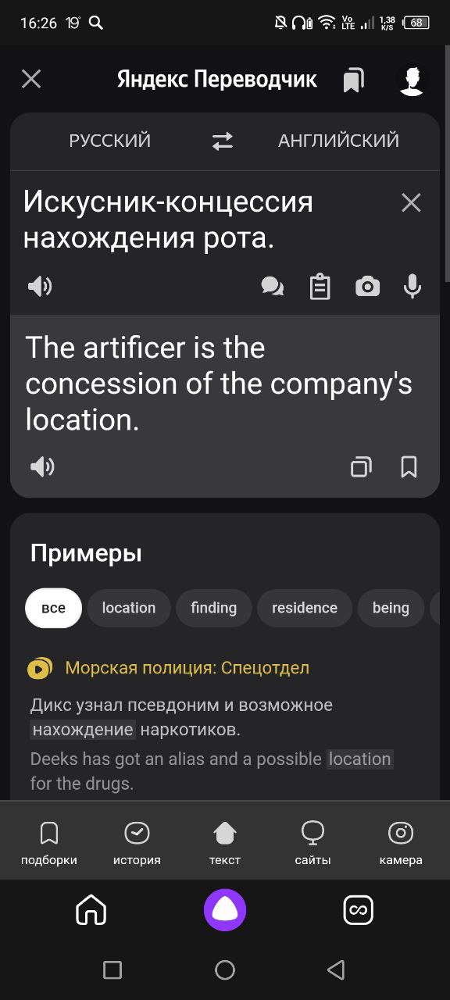 16:26 19° Vo LTE 1,38 K/S 68
Яндекс Переводчик
РУССКИЙ АНГЛИЙСКИЙ
Искусник-концессия
нахождения рота.
The artificer is the
concession of the company's
location.
Примеры
все location finding residence being
Морская полиция: Спецотдел
Дикс узнал псевдоним и возможное
нахождение наркотиков.
Deeks has got an alias and a possible location
for the drugs.
подборки история текст сайты камера